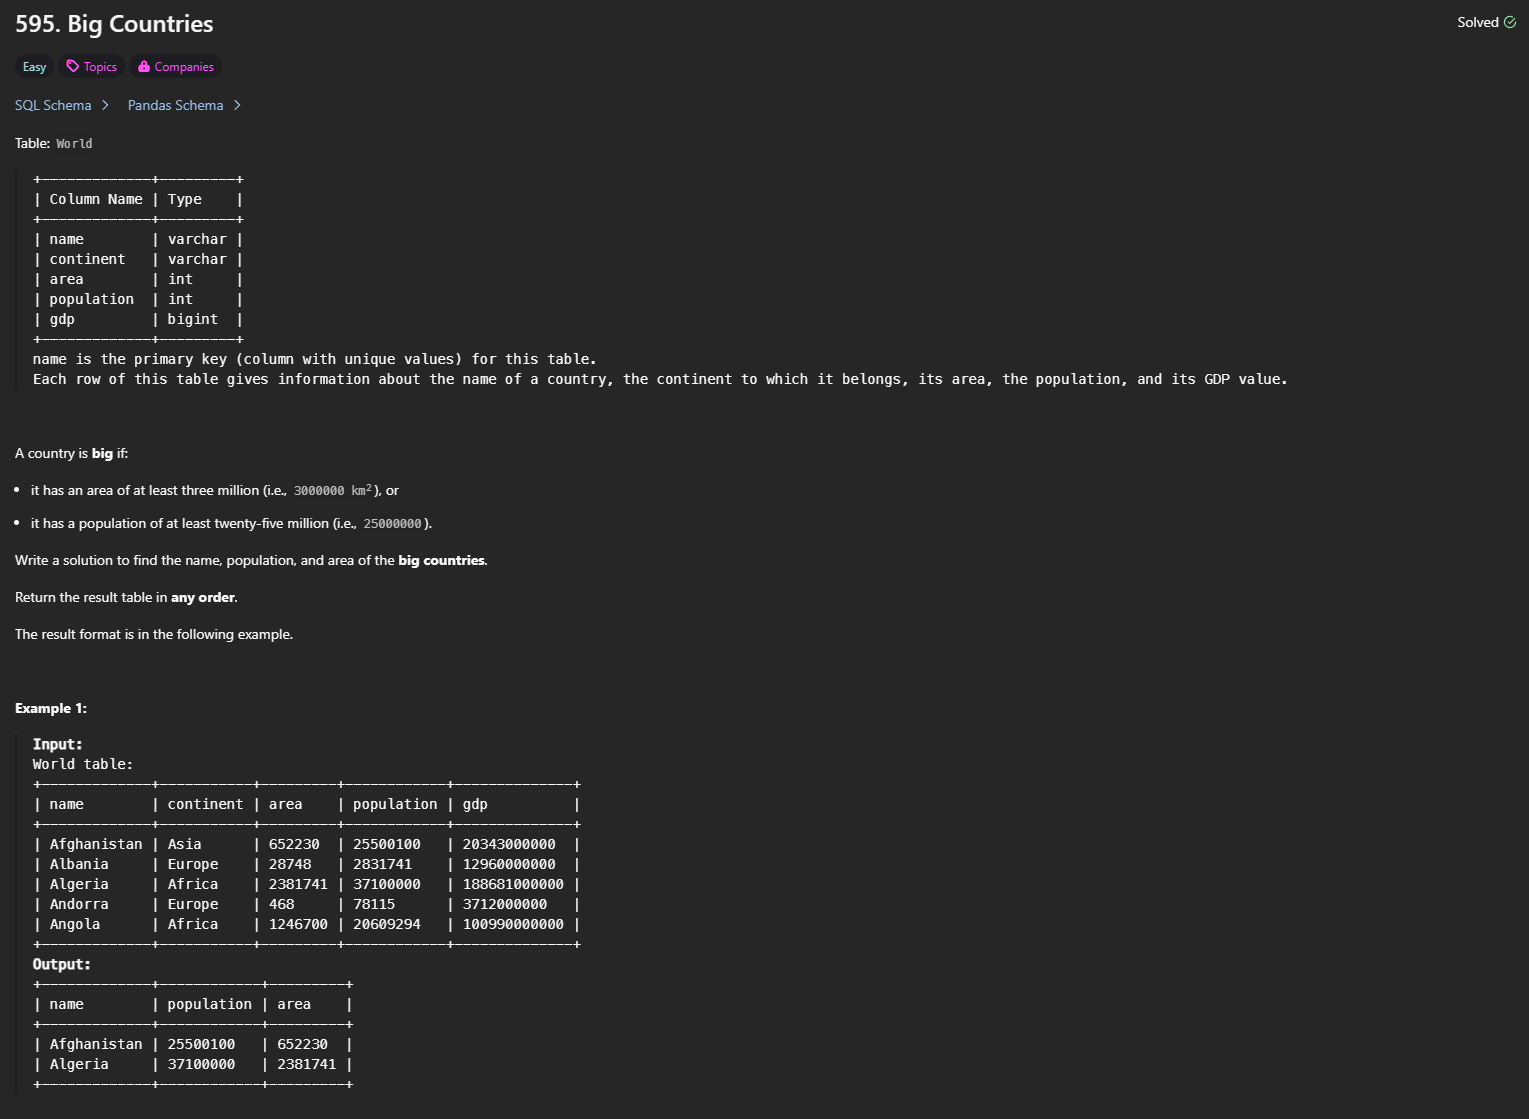 595. Big Countries
Solved
Easy Topics Companies
SQL Schema > Pandas Schema >
Table: World
+-------------+---------+
| Column Name | Type    |
+-------------+---------+
| name        | varchar |
| continent   | varchar |
| area        | int     |
| population  | int     |
| gdp         | bigint  |
+-------------+---------+
name is the primary key (column with unique values) for this table.
Each row of this table gives information about the name of a country, the continent to which it belongs, its area, the population, and its GDP value.
A country is big if:
• it has an area of at least three million (i.e., 3000000 km²), or
• it has a population of at least twenty-five million (i.e., 25000000).
Write a solution to find the name, population, and area of the big countries.
Return the result table in any order.
The result format is in the following example.
Example 1:
Input:
World table:
+-------------+-----------+---------+------------+--------------+
| name        | continent | area    | population | gdp          |
+-------------+-----------+---------+------------+--------------+
| Afghanistan | Asia      | 652230  | 25500100   | 20343000000  |
| Albania     | Europe    | 28748   | 2831741    | 12960000000  |
| Algeria     | Africa    | 2381741 | 37100000   | 188681000000 |
| Andorra     | Europe    | 468     | 78115      | 3712000000   |
| Angola      | Africa    | 1246700 | 20609294   | 100990000000 |
+-------------+-----------+---------+------------+--------------+
Output:
+-------------+------------+---------+
| name        | population | area    |
+-------------+------------+---------+
| Afghanistan | 25500100   | 652230  |
| Algeria     | 37100000   | 2381741 |
+-------------+------------+---------+